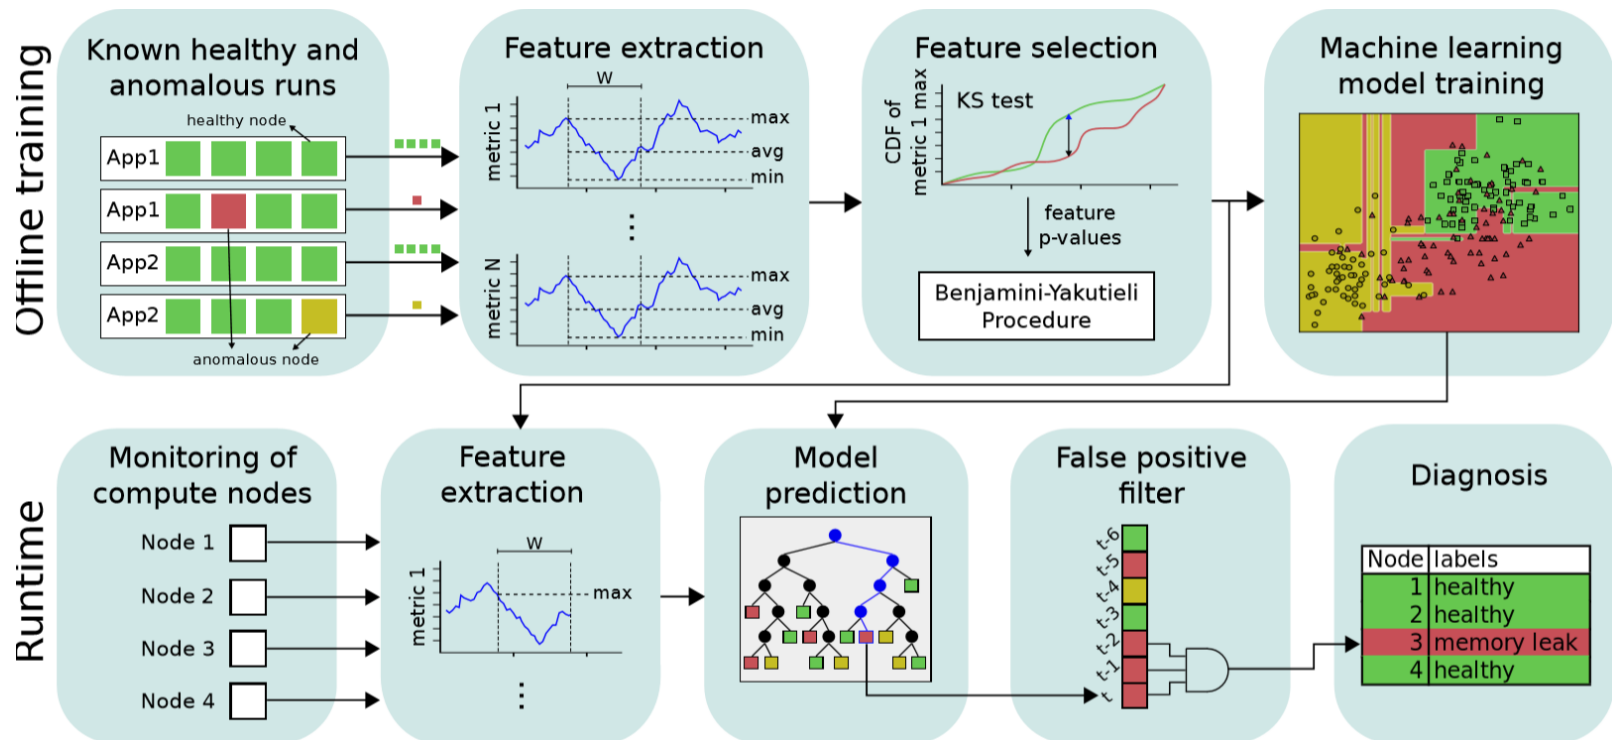 Offline training
Known healthy and
anomalous runs
healthy node
App1
App1
App2
App2
anomalous node
Feature extraction
W
metric 1
max
avg
min
metric N
max
avg
min
Feature selection
CDF of
metric 1 max
KS test
feature
p-values
Benjamini-Yakutieli
Procedure
Machine learning
model training
Runtime
Monitoring of
compute nodes
Node 1
Node 2
Node 3
Node 4
Feature
extraction
W
metric 1
max
Model
prediction
False positive
filter
t-6
t-5
t-4
t-3
t-2
t-1
t
Diagnosis
Node labels
1 healthy
2 healthy
3 memory leak
4 healthy